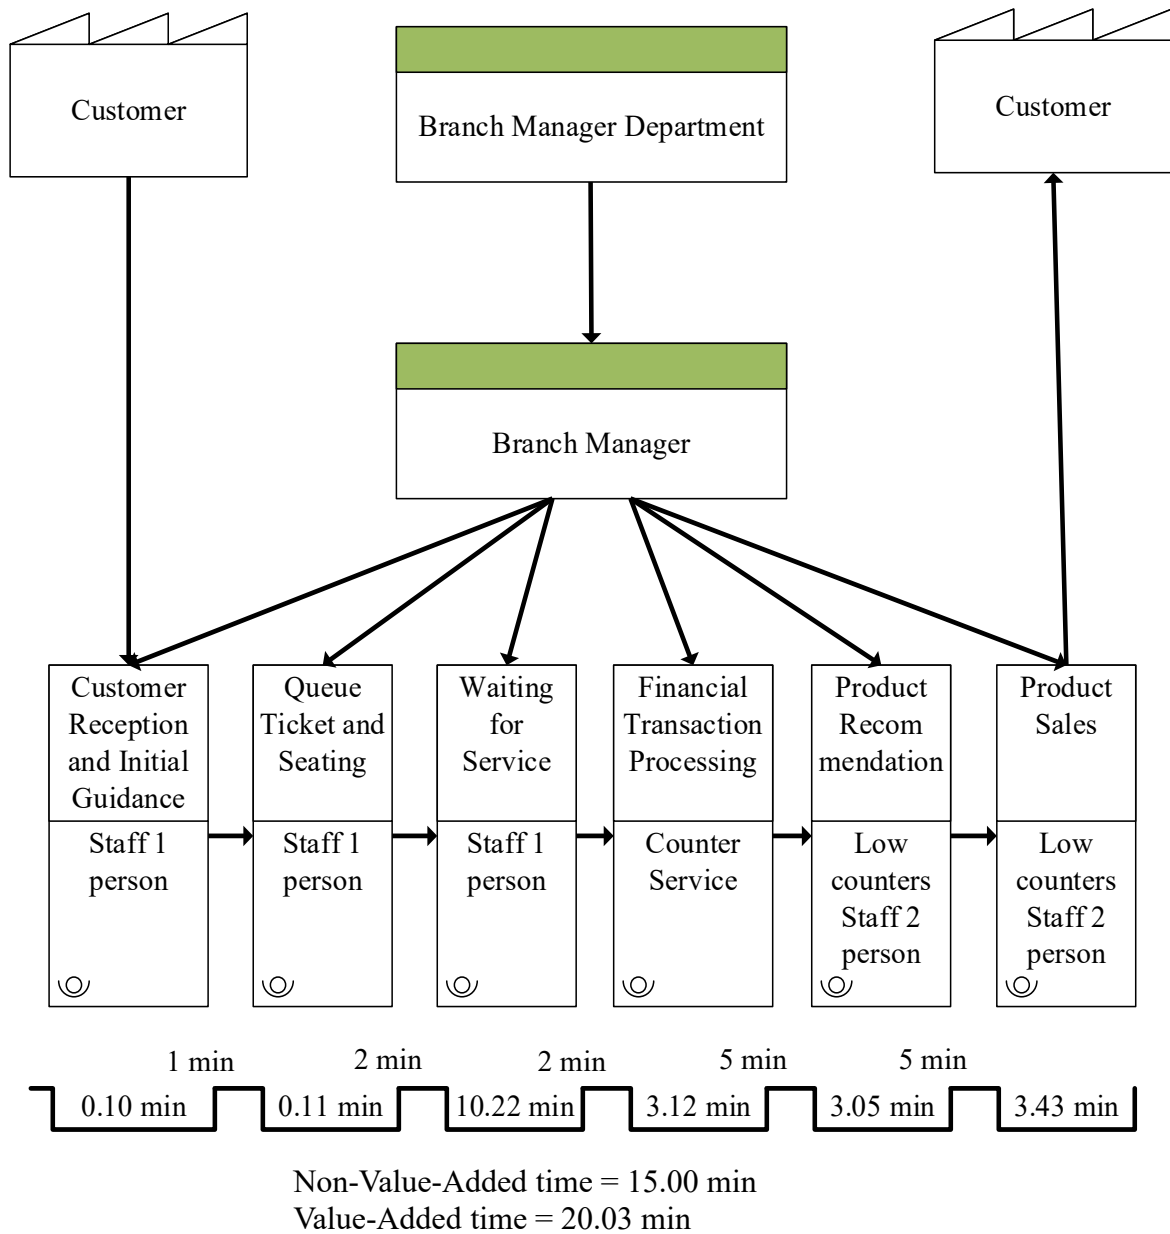 Customer
Branch Manager Department
Customer
Branch Manager
Customer
Reception
and Initial
Guidance
Staff 1
person
Queue
Ticket and
Seating
Staff 1
person
Waiting
for
Service
Staff 1
person
Financial
Transaction
Processing
Counter
Service
Product
Recom
mendation
Low
counters
Staff 2
person
Product
Sales
Low
counters
Staff 2
person
1 min
2 min
2 min
5 min
5 min
0.10 min
0.11 min
10.22 min
3.12 min
3.05 min
3.43 min
Non-Value-Added time = 15.00 min
Value-Added time = 20.03 min